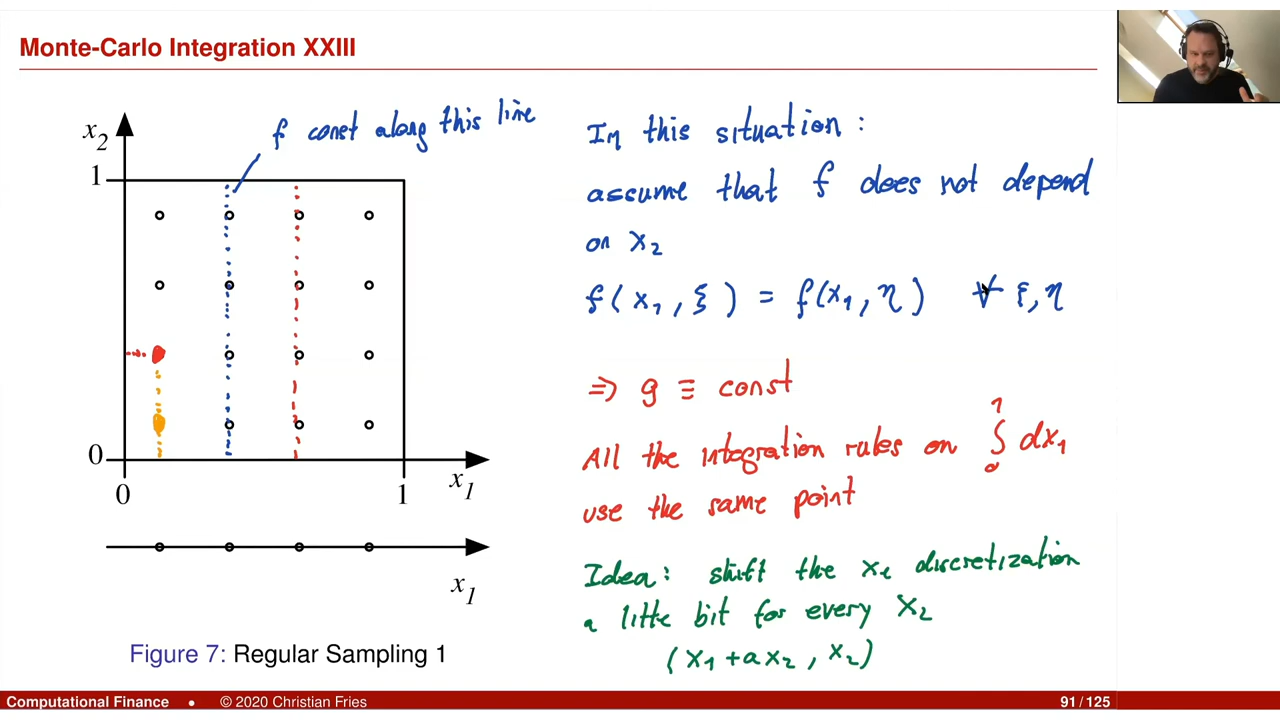 Monte-Carlo Integration XXIII
f const along this line
x2
1
0
0
1
x1
x1
Figure 7: Regular Sampling 1
In this situation:
assume that f does not depend
on x2
f(x1, ξ) = f(x1, η) ∀ ξ, η
⇒ g ≡ const
All the integration rules on ∫₀¹ dx1
use the same point
Idea: shift the x1 discretization
a little bit for every x2
(x1 + a x2, x2)
Computational Finance • © 2020 Christian Fries 91 / 125